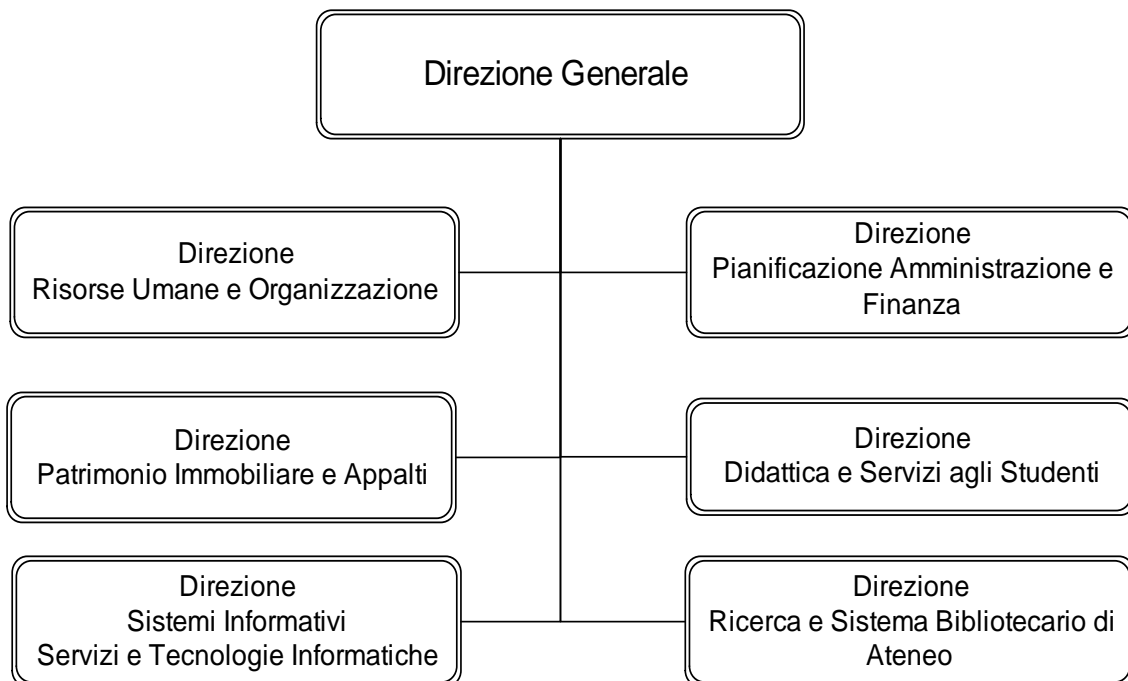 Direzione Generale
Direzione
Risorse Umane e Organizzazione
Direzione
Pianificazione Amministrazione e
Finanza
Direzione
Patrimonio Immobiliare e Appalti
Direzione
Didattica e Servizi agli Studenti
Direzione
Sistemi Informativi
Servizi e Tecnologie Informatiche
Direzione
Ricerca e Sistema Bibliotecario di
Ateneo